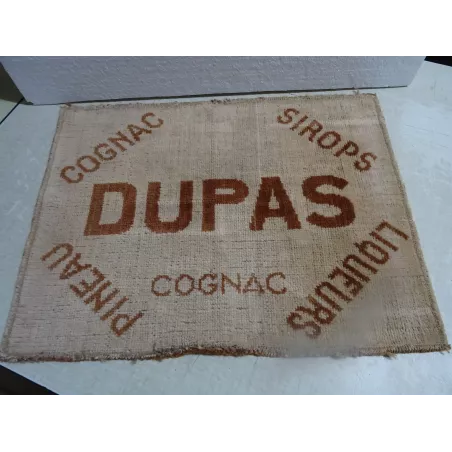 COGNAC
SIROPS
DUPAS
PINEAU
COGNAC
LIQUEURS